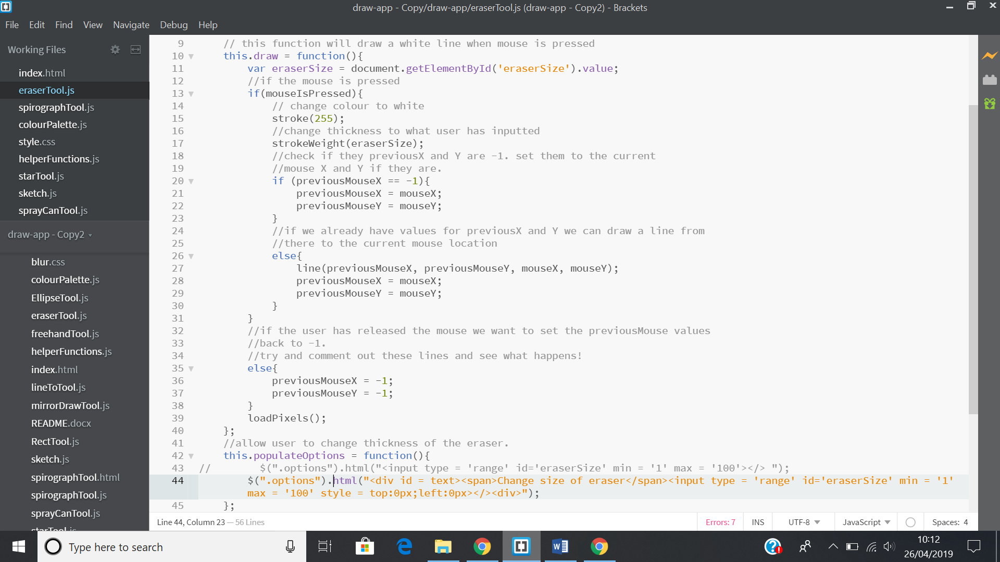 draw-app - Copy/draw-app/eraserTool.js (draw-app - Copy2) - Brackets
File Edit Find View Navigate Debug Help
Working Files
index.html
eraserTool.js
spirographTool.js
colourPalette.js
style.css
helperFunctions.js
starTool.js
sketch.js
sprayCanTool.js
draw-app - Copy2
blur.css
colourPalette.js
EllipseTool.js
eraserTool.js
freehandTool.js
helperFunctions.js
index.html
lineToTool.js
mirrorDrawTool.js
README.docx
RectTool.js
sketch.js
spirographTool.html
spirographTool.js
sprayCanTool.js
starTool.js
9 // this function will draw a white line when mouse is pressed
10 this.draw = function(){
11 var eraserSize = document.getElementById('eraserSize').value;
12 //if the mouse is pressed
13 if(mouseIsPressed){
14 // change colour to white
15 stroke(255);
16 //change thickness to what user has inputted
17 strokeWeight(eraserSize);
18 //check if they previousX and Y are -1. set them to the current
19 //mouse X and Y if they are.
20 if (previousMouseX == -1){
21 previousMouseX = mouseX;
22 previousMouseY = mouseY;
23 }
24 //if we already have values for previousX and Y we can draw a line from
25 //there to the current mouse location
26 else{
27 line(previousMouseX, previousMouseY, mouseX, mouseY);
28 previousMouseX = mouseX;
29 previousMouseY = mouseY;
30 }
31 }
32 //if the user has released the mouse we want to set the previousMouse values
33 //back to -1.
34 //try and comment out these lines and see what happens!
35 else{
36 previousMouseX = -1;
37 previousMouseY = -1;
38 }
39 loadPixels();
40 };
41 //allow user to change thickness of the eraser.
42 this.populateOptions = function(){
43 // $(".options").html("<input type = 'range' id='eraserSize' min = '1' max = '100'></> ");
44 $(".options").html("<div id = text><span>Change size of eraser</span><input type = 'range' id='eraserSize' min = '1'
max = '100' style = top:0px;left:0px></><div>");
45 };
Line 44, Column 23 — 56 Lines
Errors: 7 INS UTF-8 JavaScript Spaces: 4
Type here to search
10:12
26/04/2019